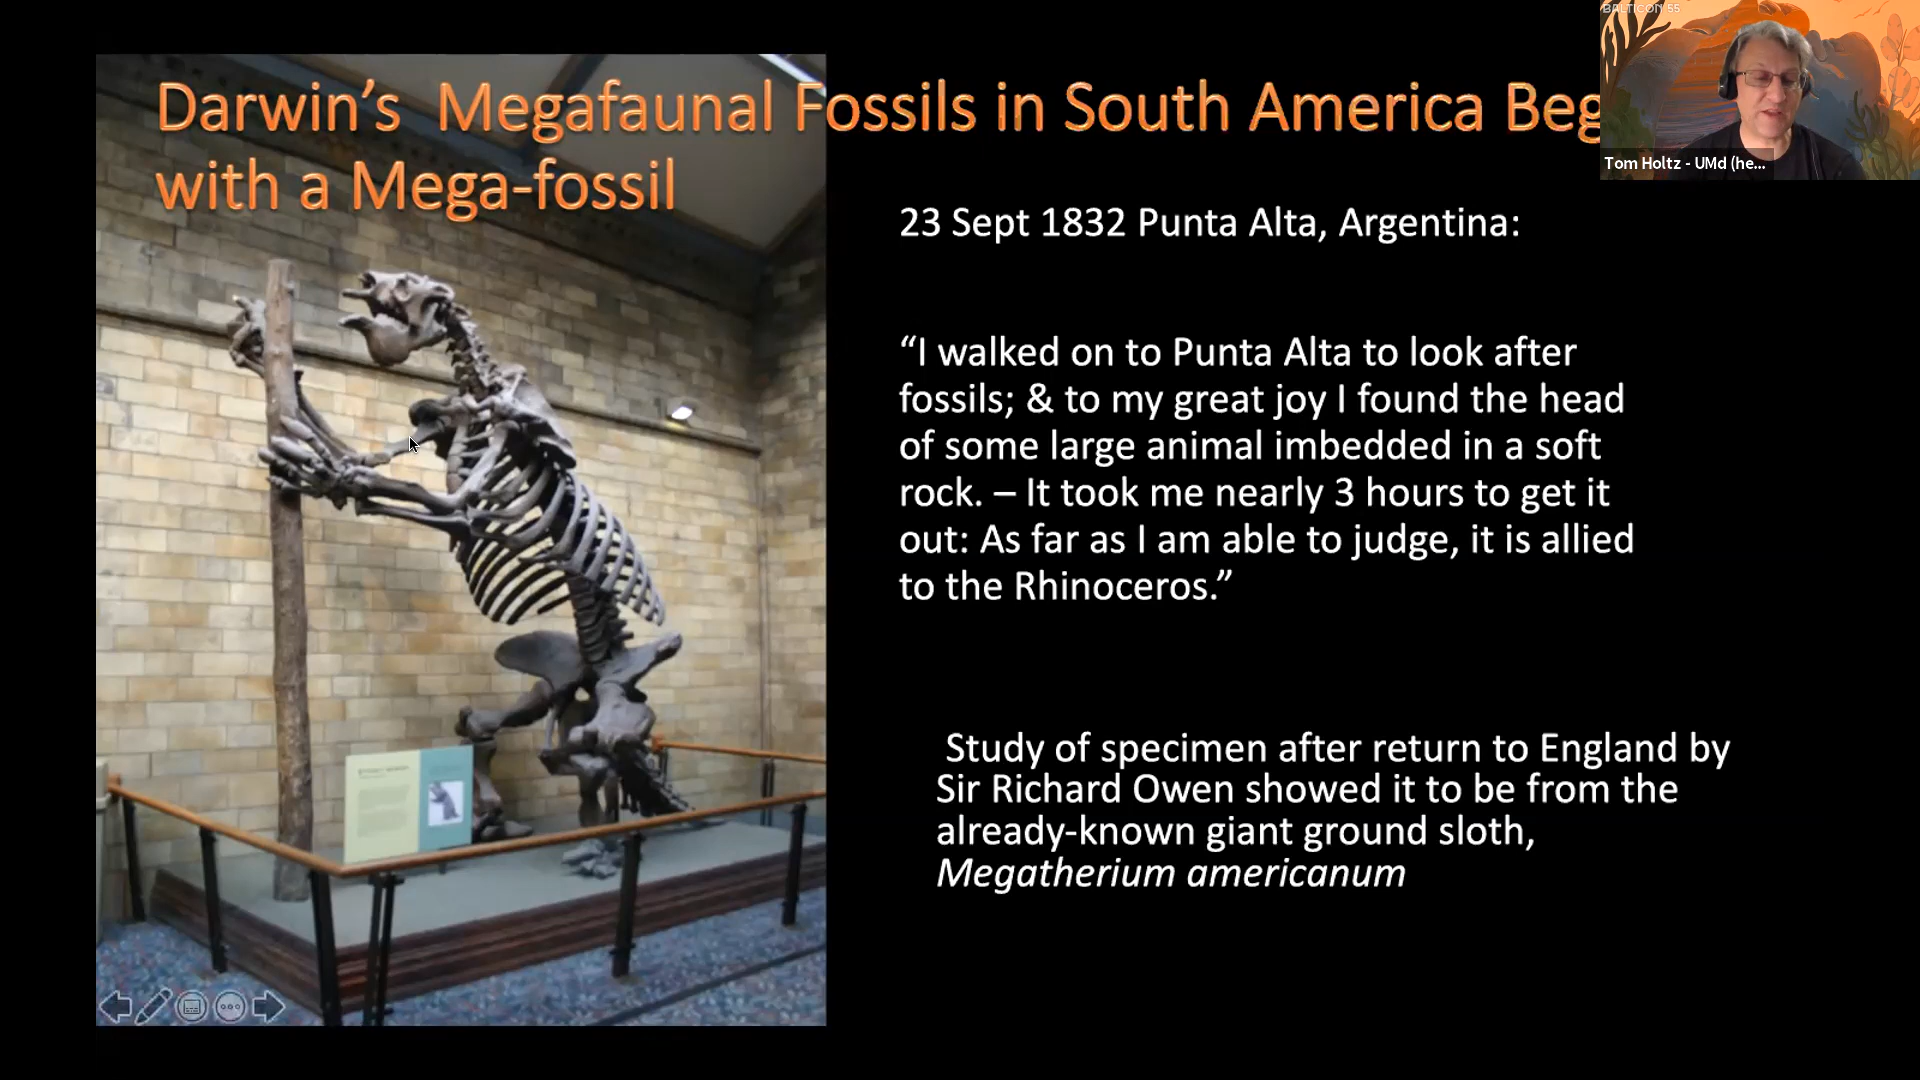 BALTICON 55
Darwin’s  Megafaunal Fossils in South America Beg
with a Mega-fossil
Tom Holtz - UMd (he...
23 Sept 1832 Punta Alta, Argentina:
“I walked on to Punta Alta to look after
fossils; & to my great joy I found the head
of some large animal imbedded in a soft
rock. – It took me nearly 3 hours to get it
out: As far as I am able to judge, it is allied
to the Rhinoceros.”
Study of specimen after return to England by
Sir Richard Owen showed it to be from the
already-known giant ground sloth,
Megatherium americanum